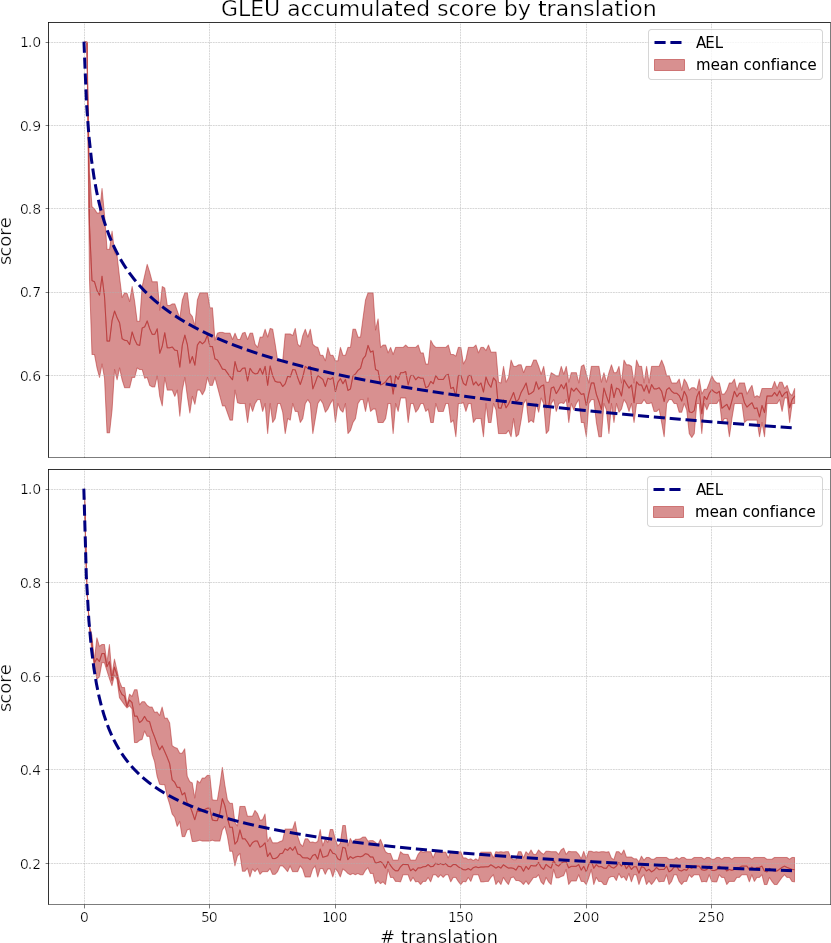 GLEU accumulated score by translation
AEL
mean confiance
score
1.0
0.9
0.8
0.7
0.6
AEL
mean confiance
score
1.0
0.8
0.6
0.4
0.2
0 50 100 150 200 250
# translation